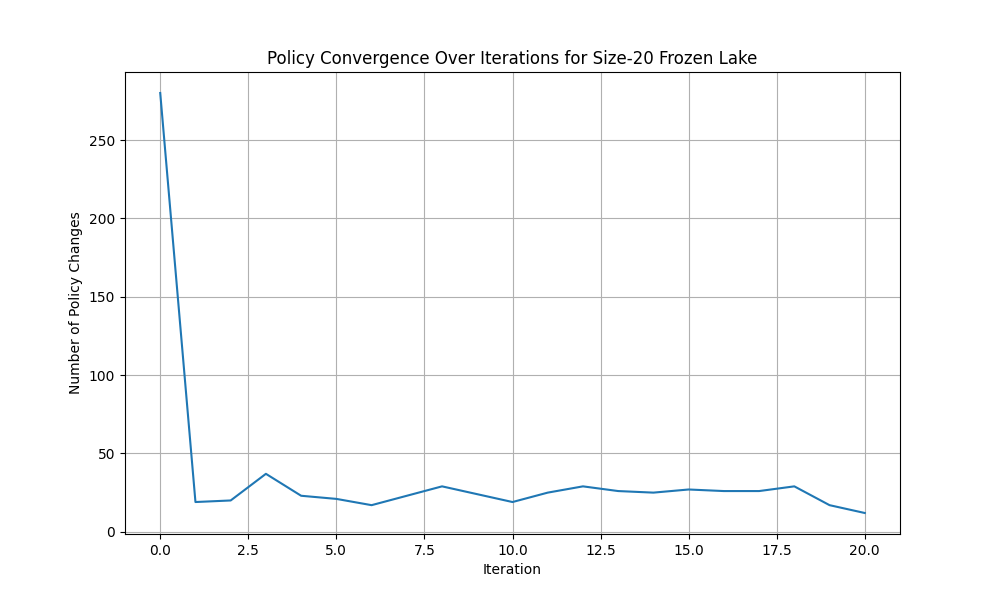 Policy Convergence Over Iterations for Size-20 Frozen Lake
Number of Policy Changes
250
200
150
100
50
0
0.0 2.5 5.0 7.5 10.0 12.5 15.0 17.5 20.0
Iteration